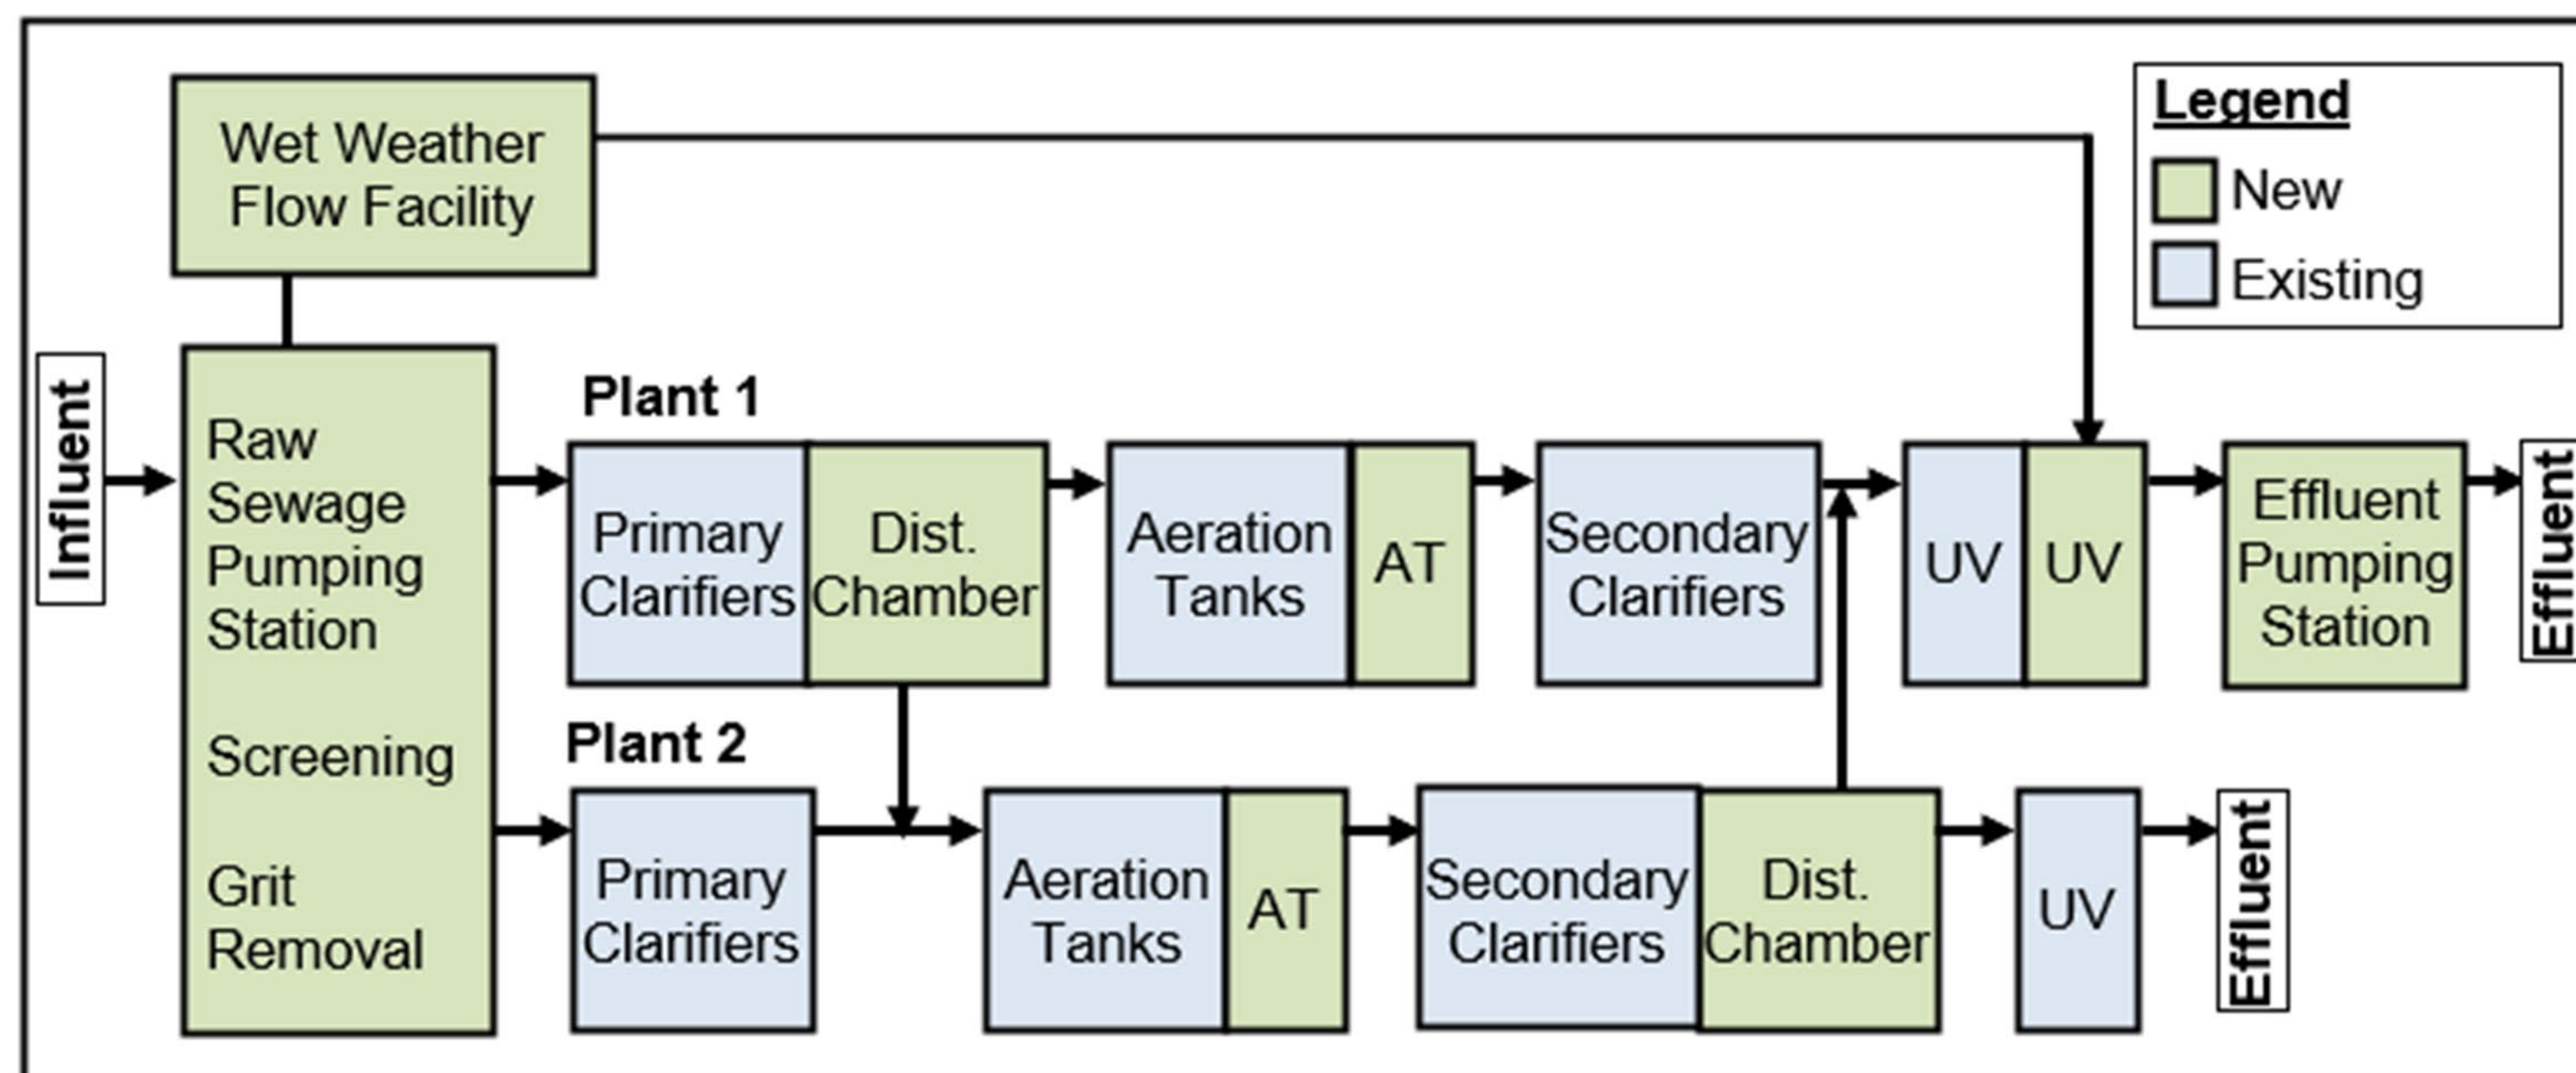 Wet Weather
Flow Facility
Legend
New
Existing
Influent
Raw
Sewage
Pumping
Station
Screening
Grit
Removal
Plant 1
Primary
Clarifiers
Dist.
Chamber
Aeration
Tanks
AT
Secondary
Clarifiers
UV
UV
Effluent
Pumping
Station
Effluent
Plant 2
Primary
Clarifiers
Aeration
Tanks
AT
Secondary
Clarifiers
Dist.
Chamber
UV
Effluent